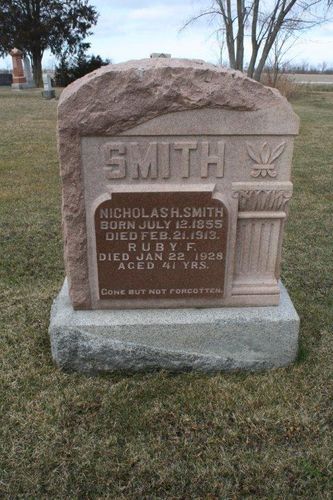 SMITH
NICHOLAS H. SMITH
BORN JULY 12. 1855
DIED FEB. 21. 1913.
RUBY F.
DIED JAN 22 1928
AGED 41 YRS.
GONE BUT NOT FORGOTTEN.